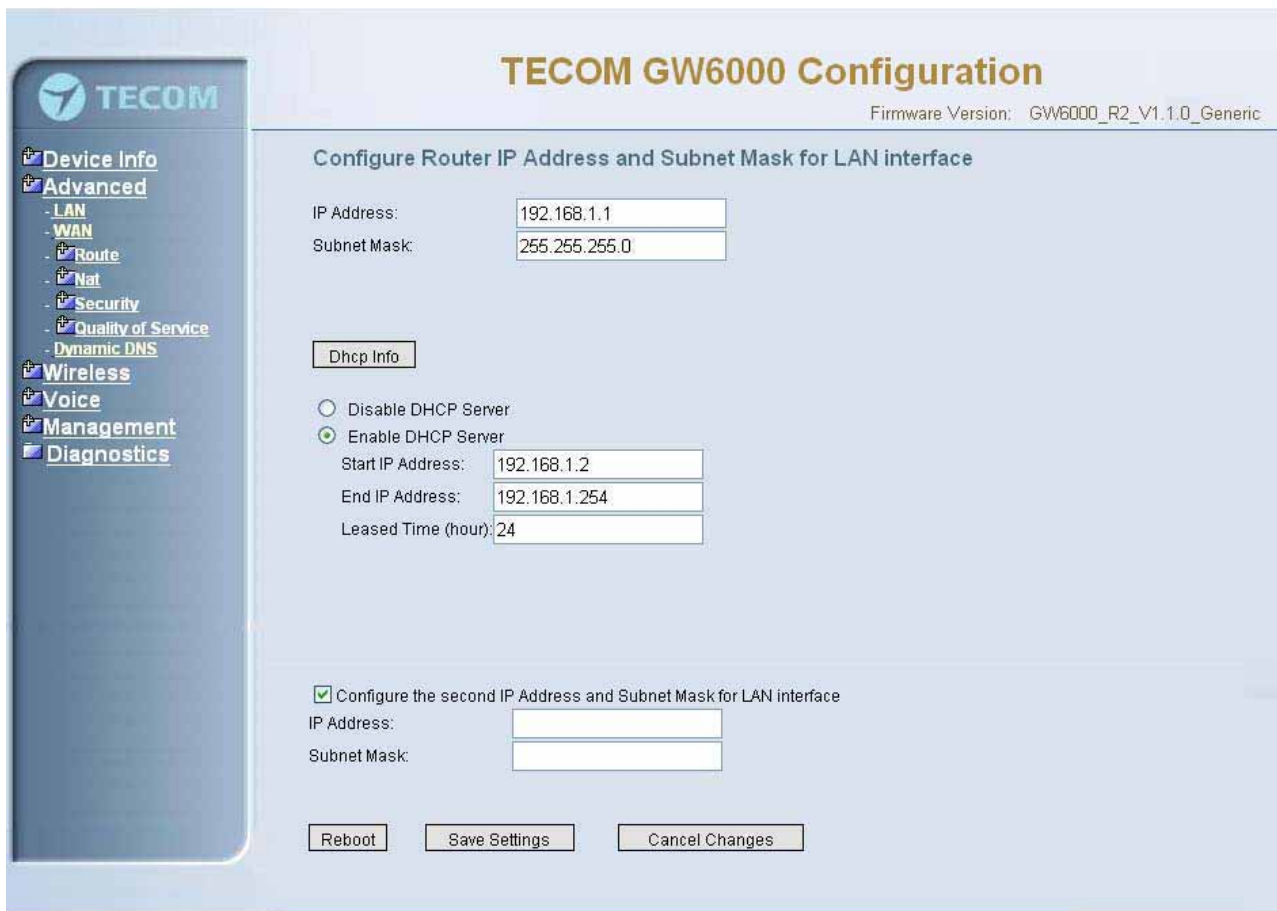 TECOM
TECOM GW6000 Configuration
Firmware Version: GW6000_R2_V1.1.0_Generic
Device Info
Advanced
- LAN
- WAN
- Route
- Nat
- Security
- Quality of Service
- Dynamic DNS
Wireless
Voice
Management
Diagnostics
Configure Router IP Address and Subnet Mask for LAN interface
IP Address: 192.168.1.1
Subnet Mask: 255.255.255.0
Dhcp Info
Disable DHCP Server
Enable DHCP Server
Start IP Address: 192.168.1.2
End IP Address: 192.168.1.254
Leased Time (hour): 24
Configure the second IP Address and Subnet Mask for LAN interface
IP Address:
Subnet Mask:
Reboot Save Settings Cancel Changes